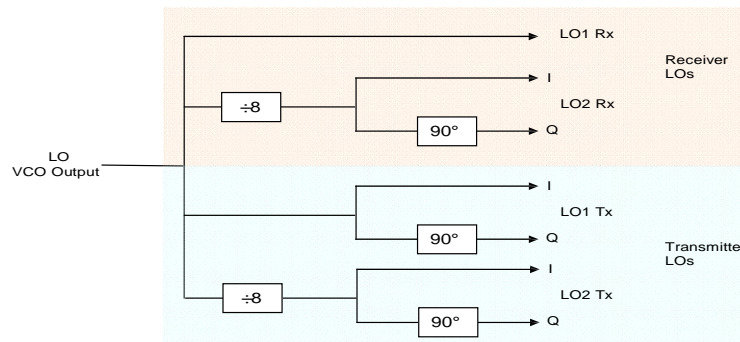 LO1 Rx
Receiver
LOs
I
÷8
LO2 Rx
90°
Q
LO
VCO Output
I
LO1 Tx
90°
Q
Transmitte
LOs
I
÷8
LO2 Tx
90°
Q